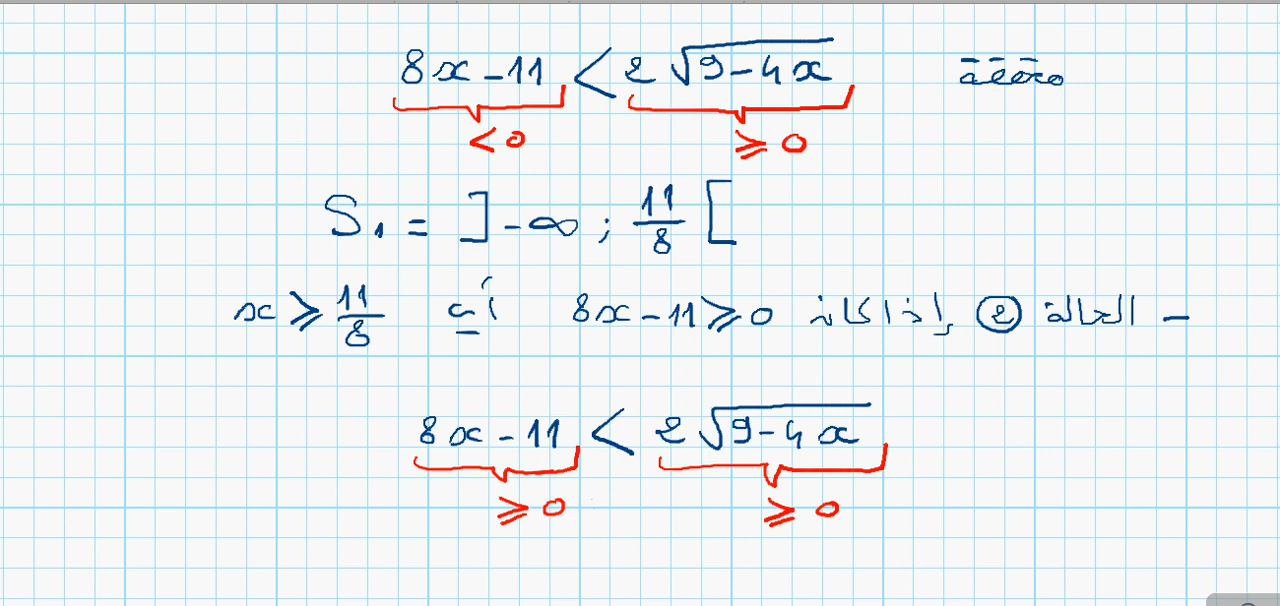 8x - 11 < 2√(9 - 4x) محققة
< 0 ≥ 0
S₁ = ]-∞ ; 11/8[
- الحالة ② إذا كانت 8x - 11 ≥ 0 أي x ≥ 11/8
8x - 11 < 2√(9 - 4x)
≥ 0 ≥ 0